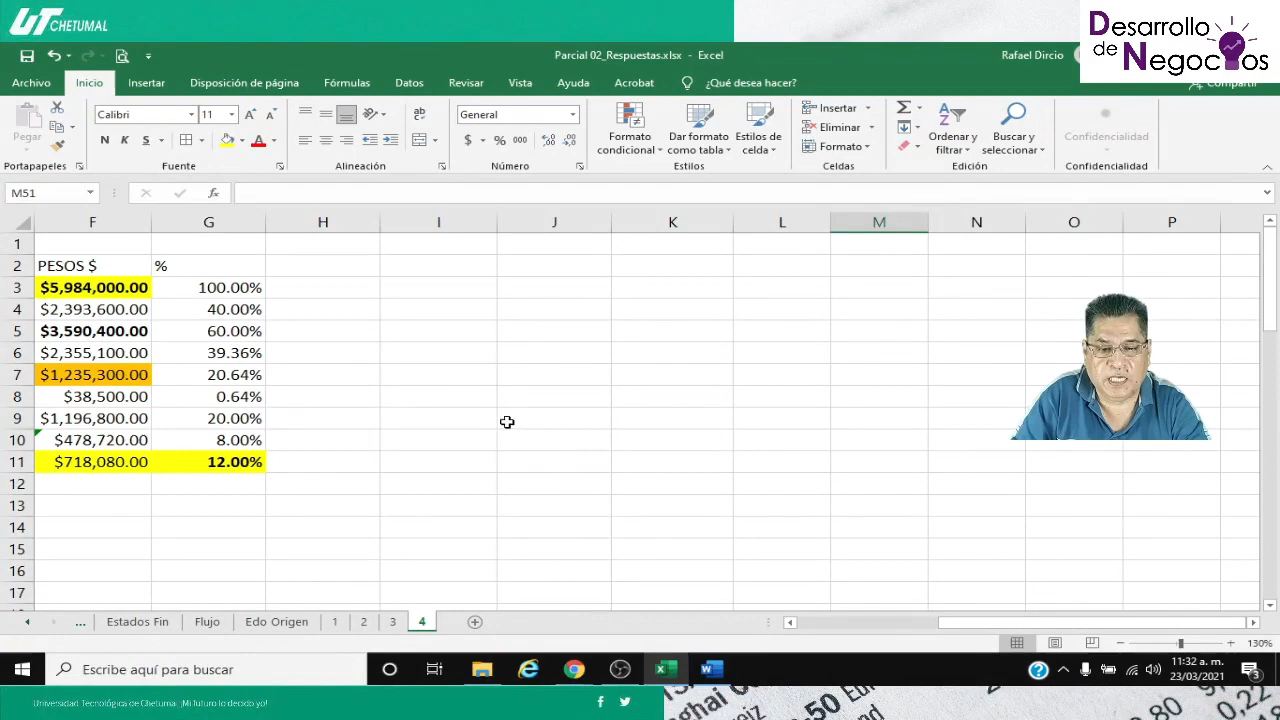 UT CHETUMAL
Desarrollo
de Negocios
Parcial 02_Respuestas.xlsx - Excel
Rafael Dircio
Archivo Inicio Insertar Disposición de página Fórmulas Datos Revisar Vista Ayuda Acrobat ¿Qué desea hacer? Compartir
Pegar
Calibri 11
N K S
General
$ % 000
Formato condicional
Dar formato como tabla
Estilos de celda
Insertar
Eliminar
Formato
Ordenar y filtrar
Buscar y seleccionar
Confidencialidad
Portapapeles Fuente Alineación Número Estilos Celdas Edición Confidencialidad
M51 fx
F G H I J K L M N O P
1
2 PESOS $ %
3 $5,984,000.00 100.00%
4 $2,393,600.00 40.00%
5 $3,590,400.00 60.00%
6 $2,355,100.00 39.36%
7 $1,235,300.00 20.64%
8 $38,500.00 0.64%
9 $1,196,800.00 20.00%
10 $478,720.00 8.00%
11 $718,080.00 12.00%
12
13
14
15
16
17
... Estados Fin Flujo Edo Origen 1 2 3 4
130%
Escribe aquí para buscar
11:32 a. m.
23/03/2021
3
Universidad Tecnológica de Chetumal. ¡Mi futuro lo decido yo!